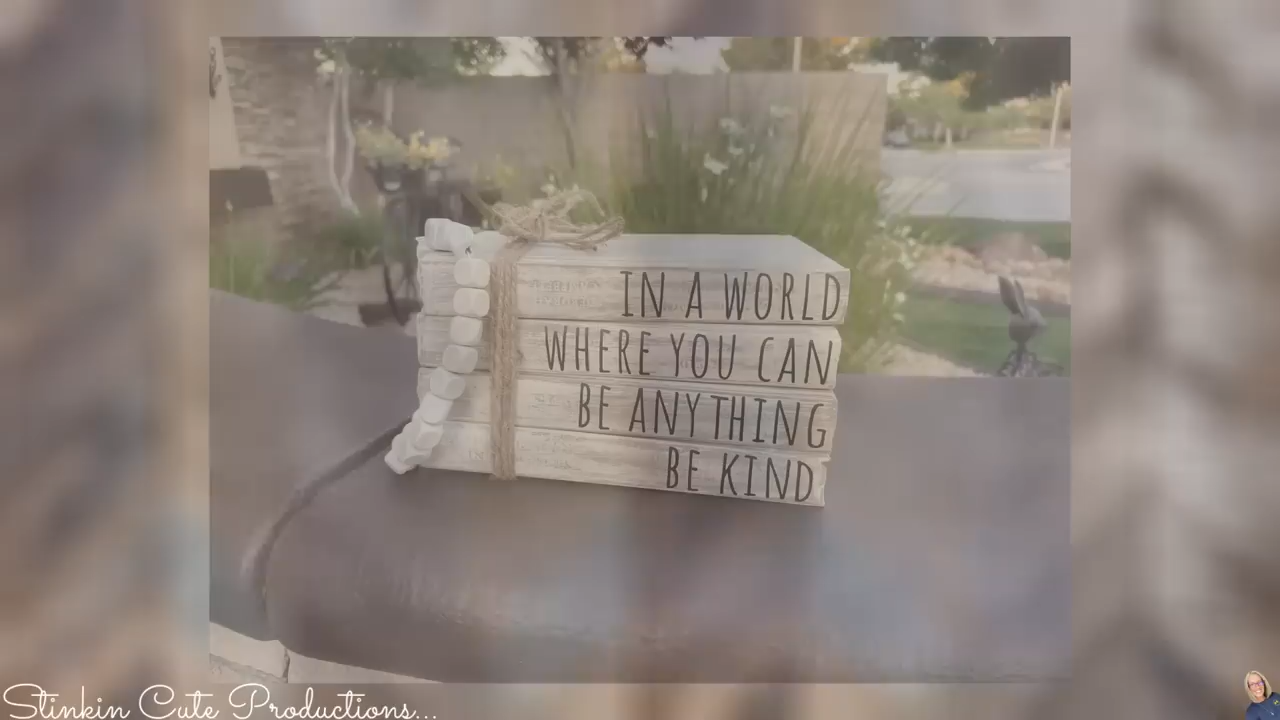 IN A WORLD
WHERE YOU CAN
BE ANYTHING
BE KIND
Stinkin Cute Productions...